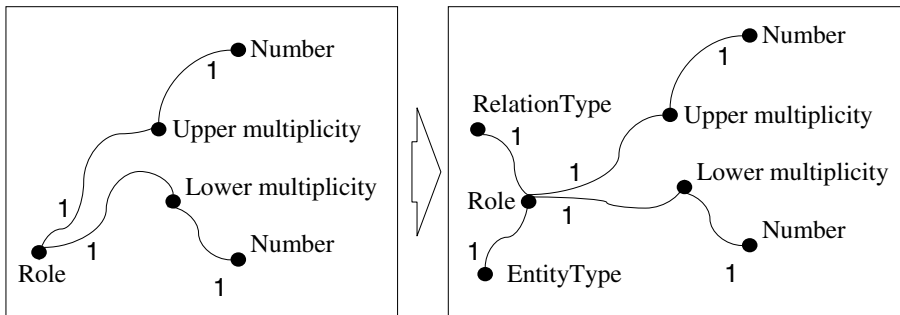 Number
1
Upper multiplicity
Lower multiplicity
1
1
Number
Role
1
Number
1
RelationType
1
Upper multiplicity
1
Lower multiplicity
Role
1
Number
1
EntityType
1